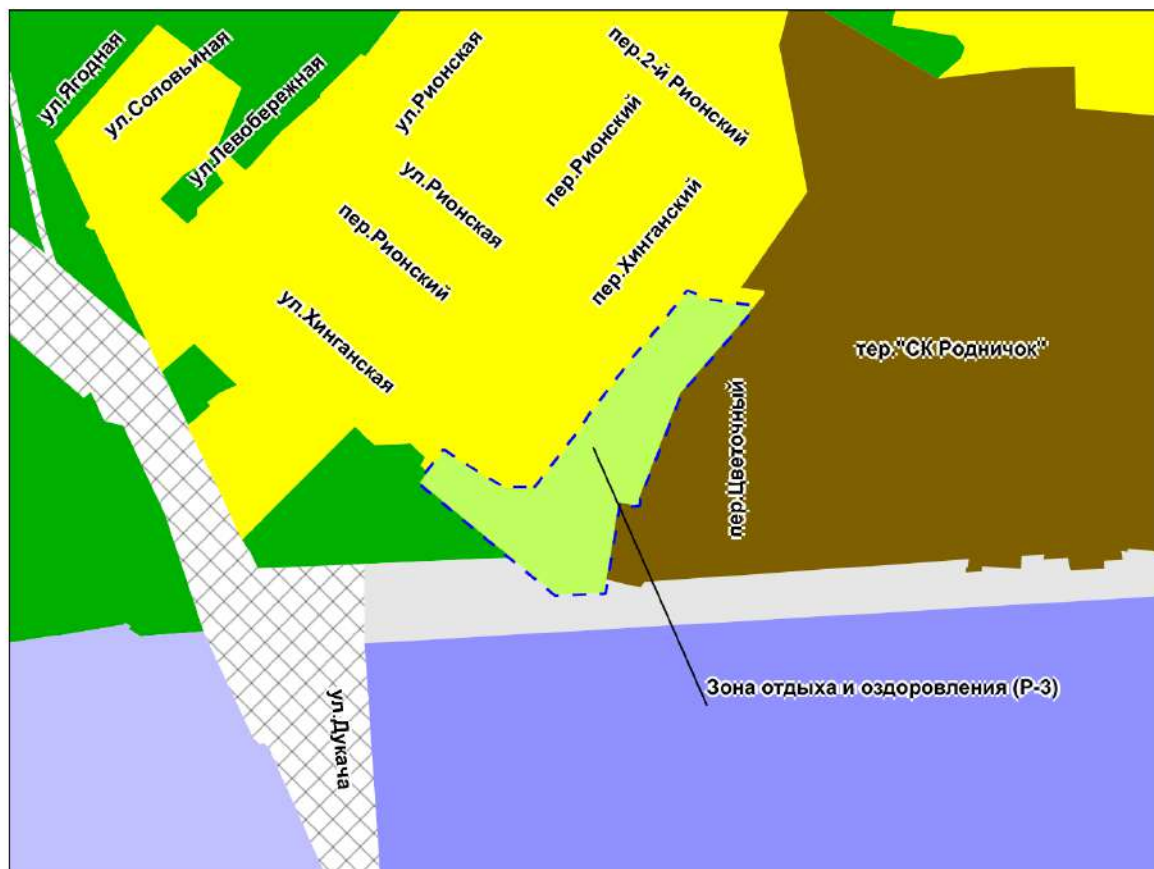 ул.Ягодная
ул.Соловьиная
ул.Левобережная
ул.Рионская
пер.2-й Рионский
пер.Рионский
ул.Рионская
пер.Рионский
пер.Хинганский
ул.Хинганская
тер."СК Родничок"
пер.Цветочный
Зона отдыха и оздоровления (Р-3)
ул.Дукача